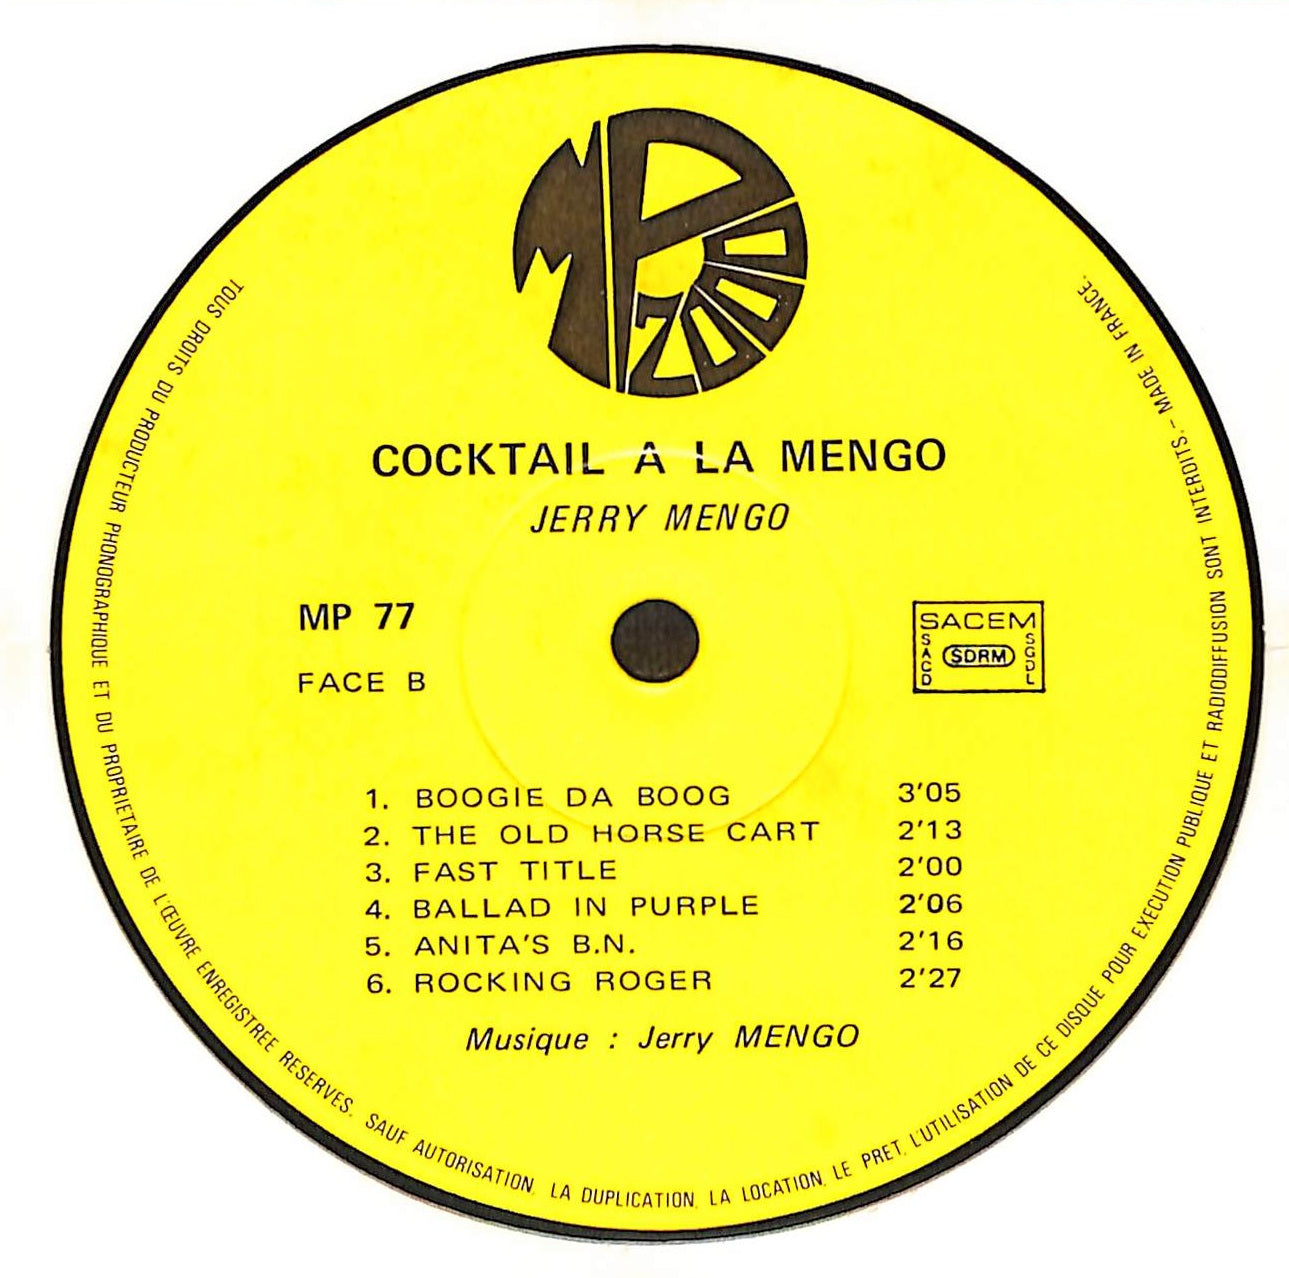 MP 2000
COCKTAIL A LA MENGO
JERRY MENGO
MP 77
FACE B
SACEM
SACD
SDRM
SGDL
1. BOOGIE DA BOOG 3'05
2. THE OLD HORSE CART 2'13
3. FAST TITLE 2'00
4. BALLAD IN PURPLE 2'06
5. ANITA'S B.N. 2'16
6. ROCKING ROGER 2'27
Musique : Jerry MENGO
TOUS DROITS DU PRODUCTEUR PHONOGRAPHIQUE ET DU PROPRIETAIRE DE L'ŒUVRE ENREGISTREE RESERVES. SAUF AUTORISATION, LA DUPLICATION, LA LOCATION, LE PRET, L'UTILISATION DE CE DISQUE POUR EXECUTION PUBLIQUE ET RADIODIFFUSION SONT INTERDITS. – MADE IN FRANCE.